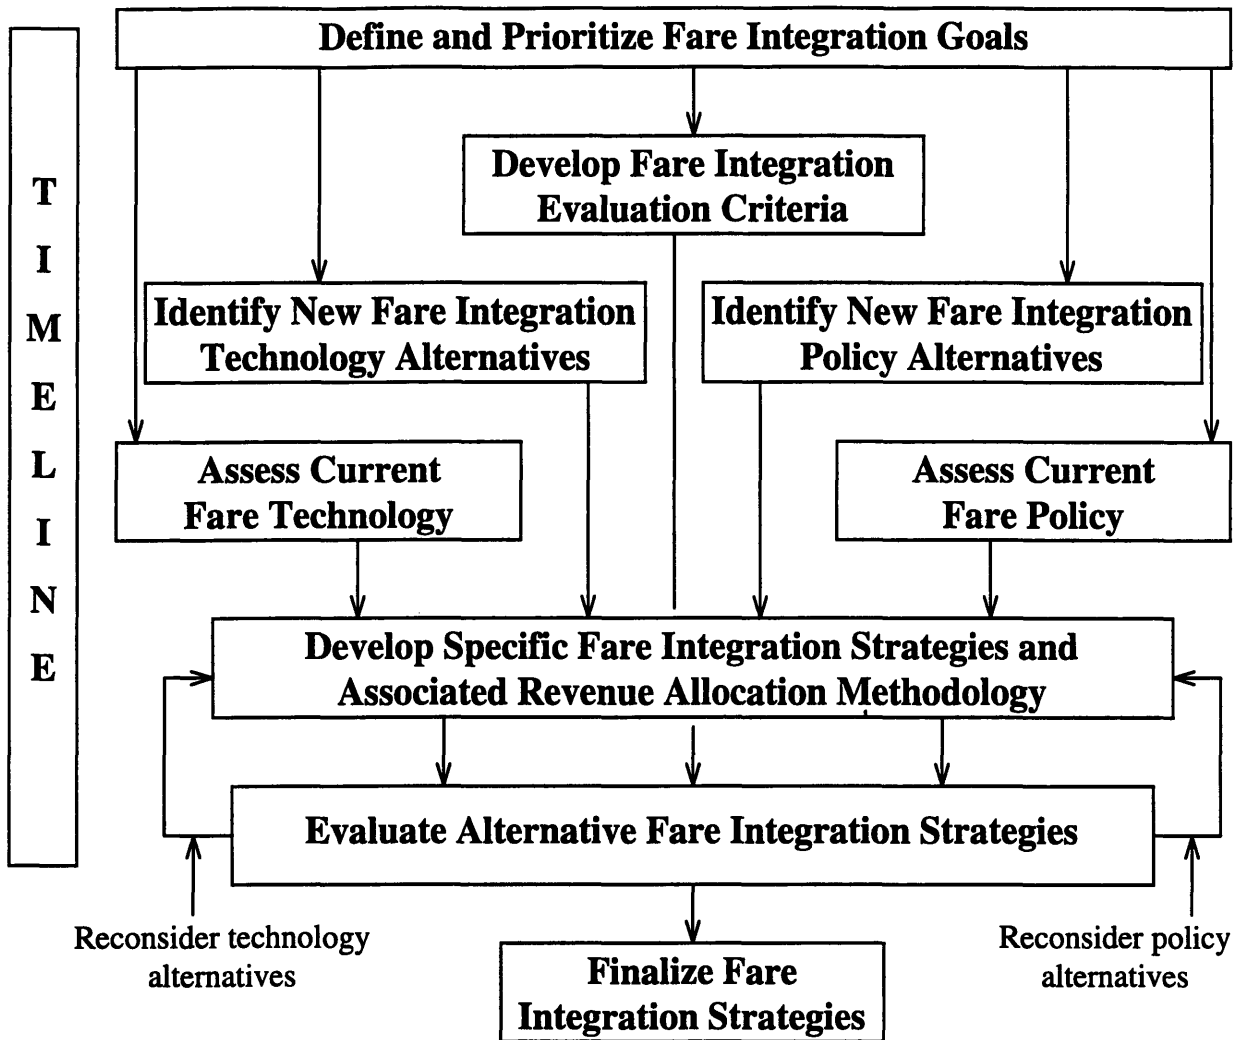 Define and Prioritize Fare Integration Goals
TIMELINE
Develop Fare Integration
Evaluation Criteria
Identify New Fare Integration
Technology Alternatives
Identify New Fare Integration
Policy Alternatives
Assess Current
Fare Technology
Assess Current
Fare Policy
Develop Specific Fare Integration Strategies and
Associated Revenue Allocation Methodology
Evaluate Alternative Fare Integration Strategies
Reconsider technology
alternatives
Reconsider policy
alternatives
Finalize Fare
Integration Strategies